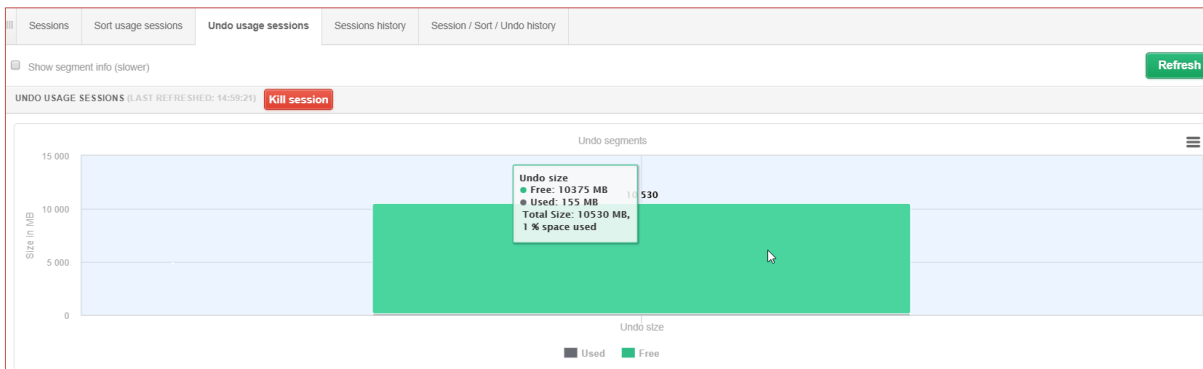 Sessions Sort usage sessions Undo usage sessions Sessions history Session / Sort / Undo history
Show segment info (slower) Refresh
UNDO USAGE SESSIONS (LAST REFRESHED: 14:59:21) Kill session
Undo segments
15 000
10 000
5 000
0
Size in MB
10 530
Undo size
Free: 10375 MB
Used: 155 MB
Total Size: 10530 MB,
1 % space used
Undo size
Used Free